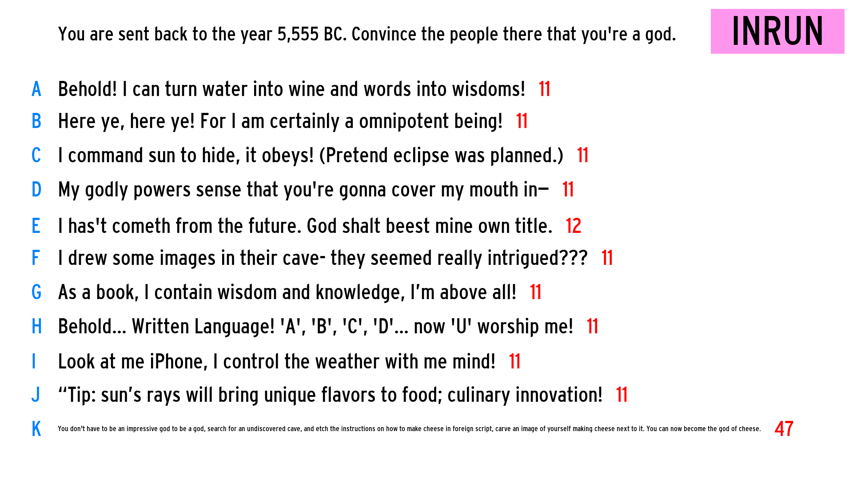 You are sent back to the year 5,555 BC. Convince the people there that you're a god.
INRUN
A Behold! I can turn water into wine and words into wisdoms! 11
B Here ye, here ye! For I am certainly a omnipotent being! 11
C I command sun to hide, it obeys! (Pretend eclipse was planned.) 11
D My godly powers sense that you're gonna cover my mouth in— 11
E I has't cometh from the future. God shalt beest mine own title. 12
F I drew some images in their cave- they seemed really intrigued??? 11
G As a book, I contain wisdom and knowledge, I’m above all! 11
H Behold... Written Language! 'A', 'B', 'C', 'D'... now 'U' worship me! 11
I Look at me iPhone, I control the weather with me mind! 11
J “Tip: sun’s rays will bring unique flavors to food; culinary innovation! 11
K You don't have to be an impressive god to be a god, search for an undiscovered cave, and etch the instructions on how to make cheese in foreign script, carve an image of yourself making cheese next to it. You can now become the god of cheese. 47